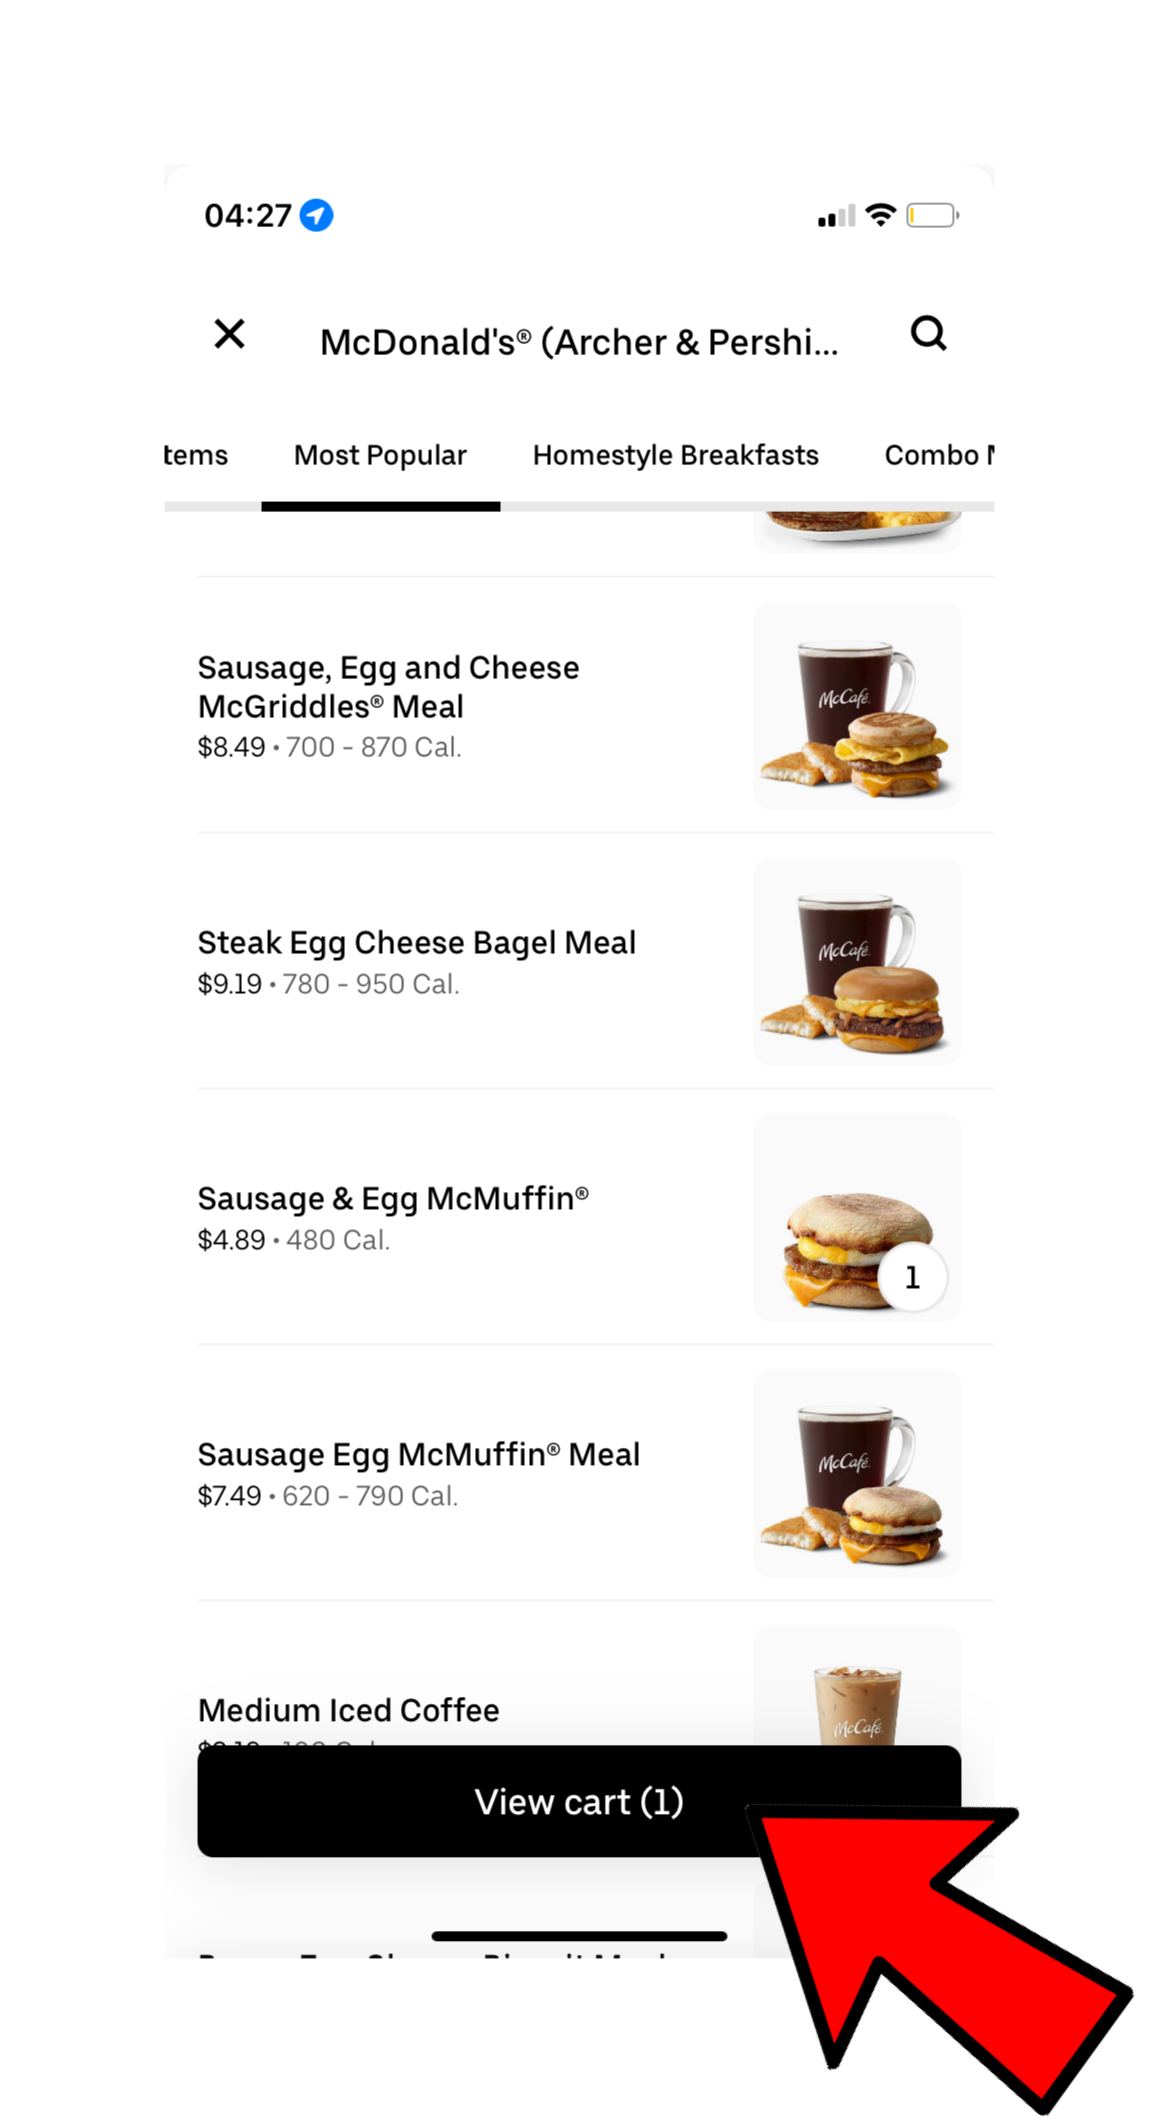 04:27
McDonald's® (Archer & Pershi...
tems
Most Popular
Homestyle Breakfasts
Combo
Sausage, Egg and Cheese
McGriddles® Meal
$8.49 • 700 - 870 Cal.
McCafé
Steak Egg Cheese Bagel Meal
$9.19 • 780 - 950 Cal.
McCafé
Sausage & Egg McMuffin®
$4.89 • 480 Cal.
1
Sausage Egg McMuffin® Meal
$7.49 • 620 - 790 Cal.
McCafé
Medium Iced Coffee
McCafé
View cart (1)